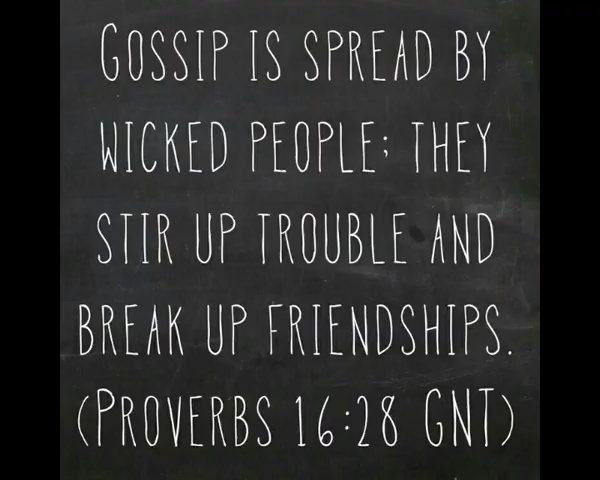 Gossip is spread by
wicked people; they
stir up trouble and
break up friendships.
(Proverbs 16:28 GNT)